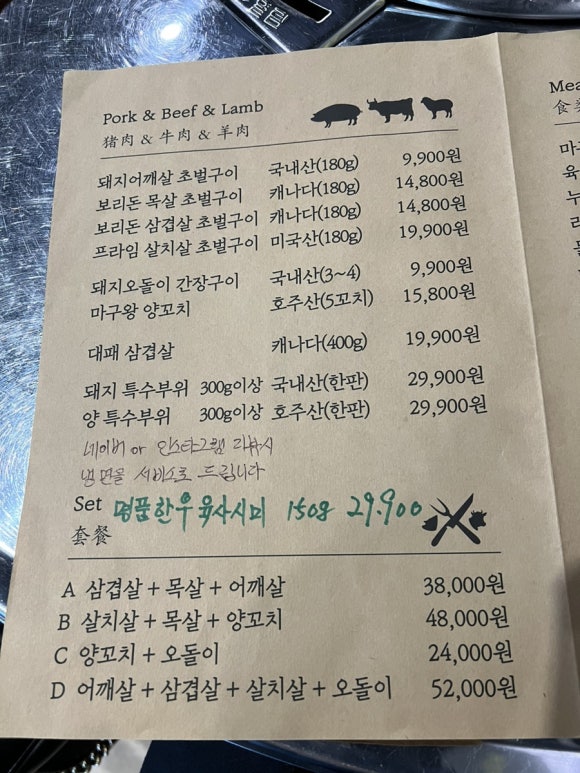 Pork & Beef & Lamb
猪肉 & 牛肉 & 羊肉
돼지어깨살 초벌구이 국내산(180g) 9,900원
보리돈 목살 초벌구이 캐나다(180g) 14,800원
보리돈 삼겹살 초벌구이 캐나다(180g) 14,800원
프라임 살치살 초벌구이 미국산(180g) 19,900원
돼지오돌이 간장구이 국내산(3~4) 9,900원
마구왕 양꼬치 호주산(5꼬치) 15,800원
대패 삼겹살 캐나다(400g) 19,900원
돼지 특수부위 300g이상 국내산(한판) 29,900원
양 특수부위 300g이상 호주산(한판) 29,900원
네이버 or 인스타그램 리뷰시
냉면을 서비스로 드립니다
Set 명품한우 육사시미 150g 29.900
套餐
A 삼겹살 + 목살 + 어깨살 38,000원
B 살치살 + 목살 + 양꼬치 48,000원
C 양꼬치 + 오돌이 24,000원
D 어깨살 + 삼겹살 + 살치살 + 오돌이 52,000원
Mea
마구